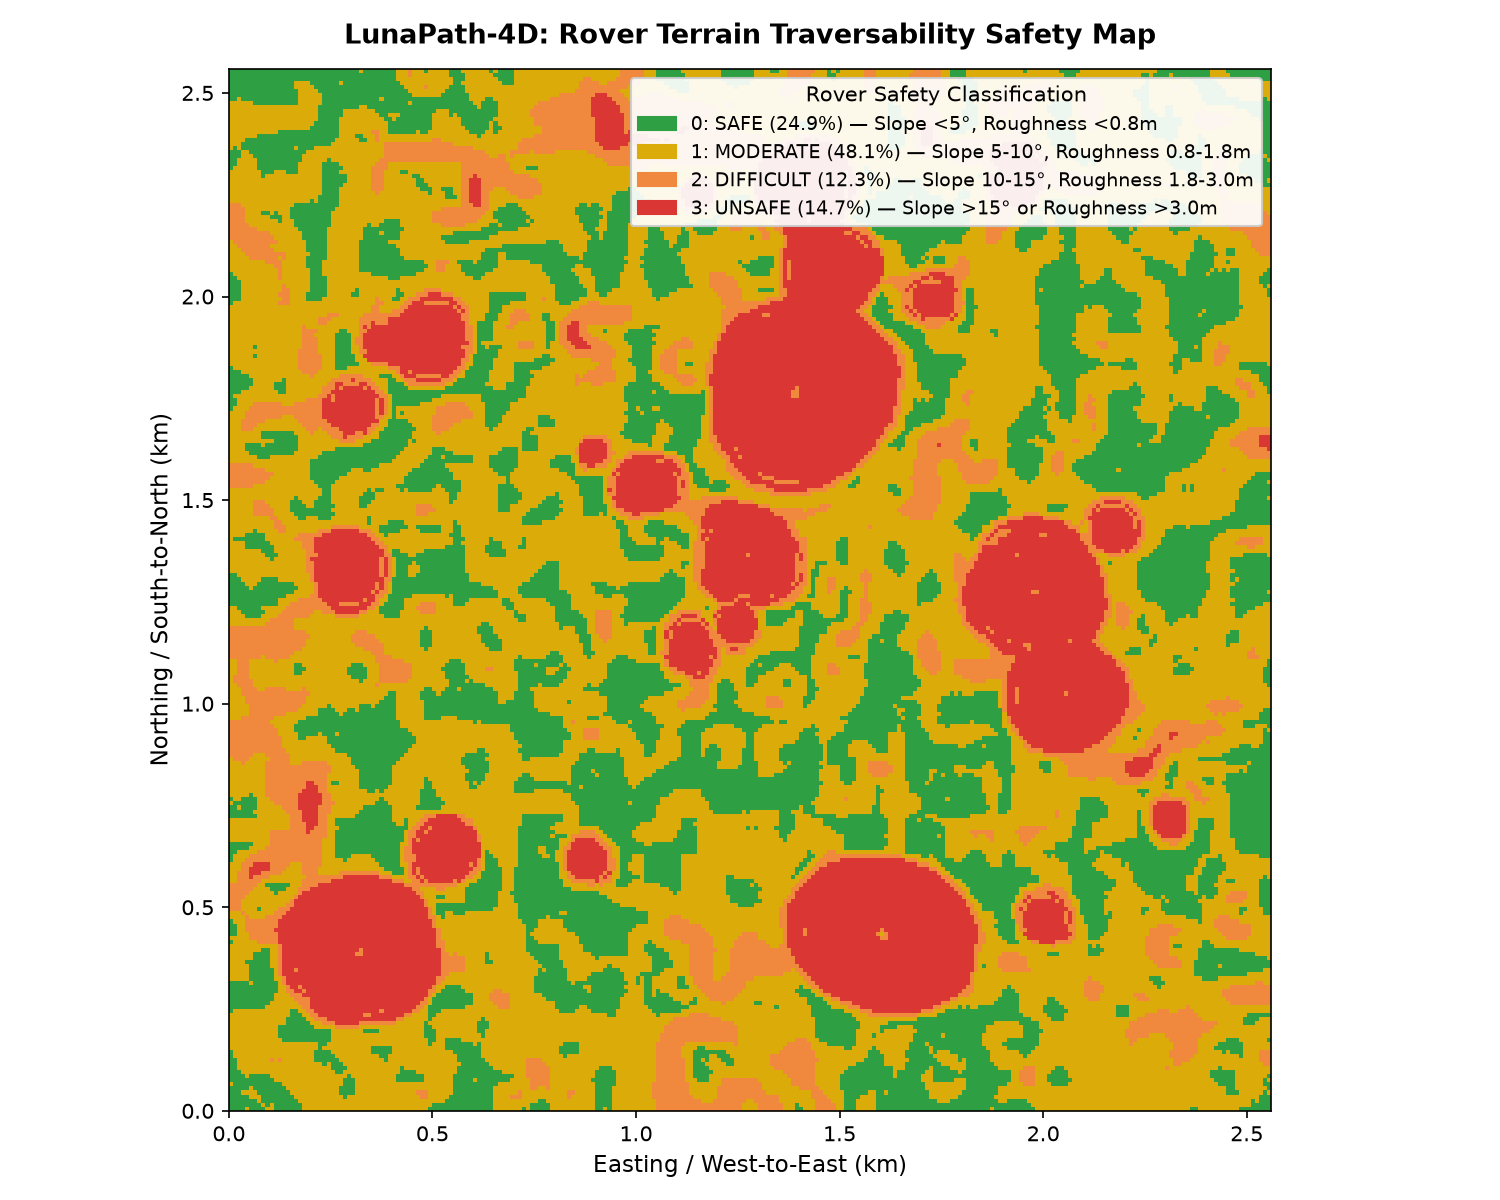 LunaPath-4D: Rover Terrain Traversability Safety Map
Rover Safety Classification
0: SAFE (24.9%) — Slope <5°, Roughness <0.8m
1: MODERATE (48.1%) — Slope 5-10°, Roughness 0.8-1.8m
2: DIFFICULT (12.3%) — Slope 10-15°, Roughness 1.8-3.0m
3: UNSAFE (14.7%) — Slope >15° or Roughness >3.0m
Northing / South-to-North (km)
2.5
2.0
1.5
1.0
0.5
0.0
0.0 0.5 1.0 1.5 2.0 2.5
Easting / West-to-East (km)